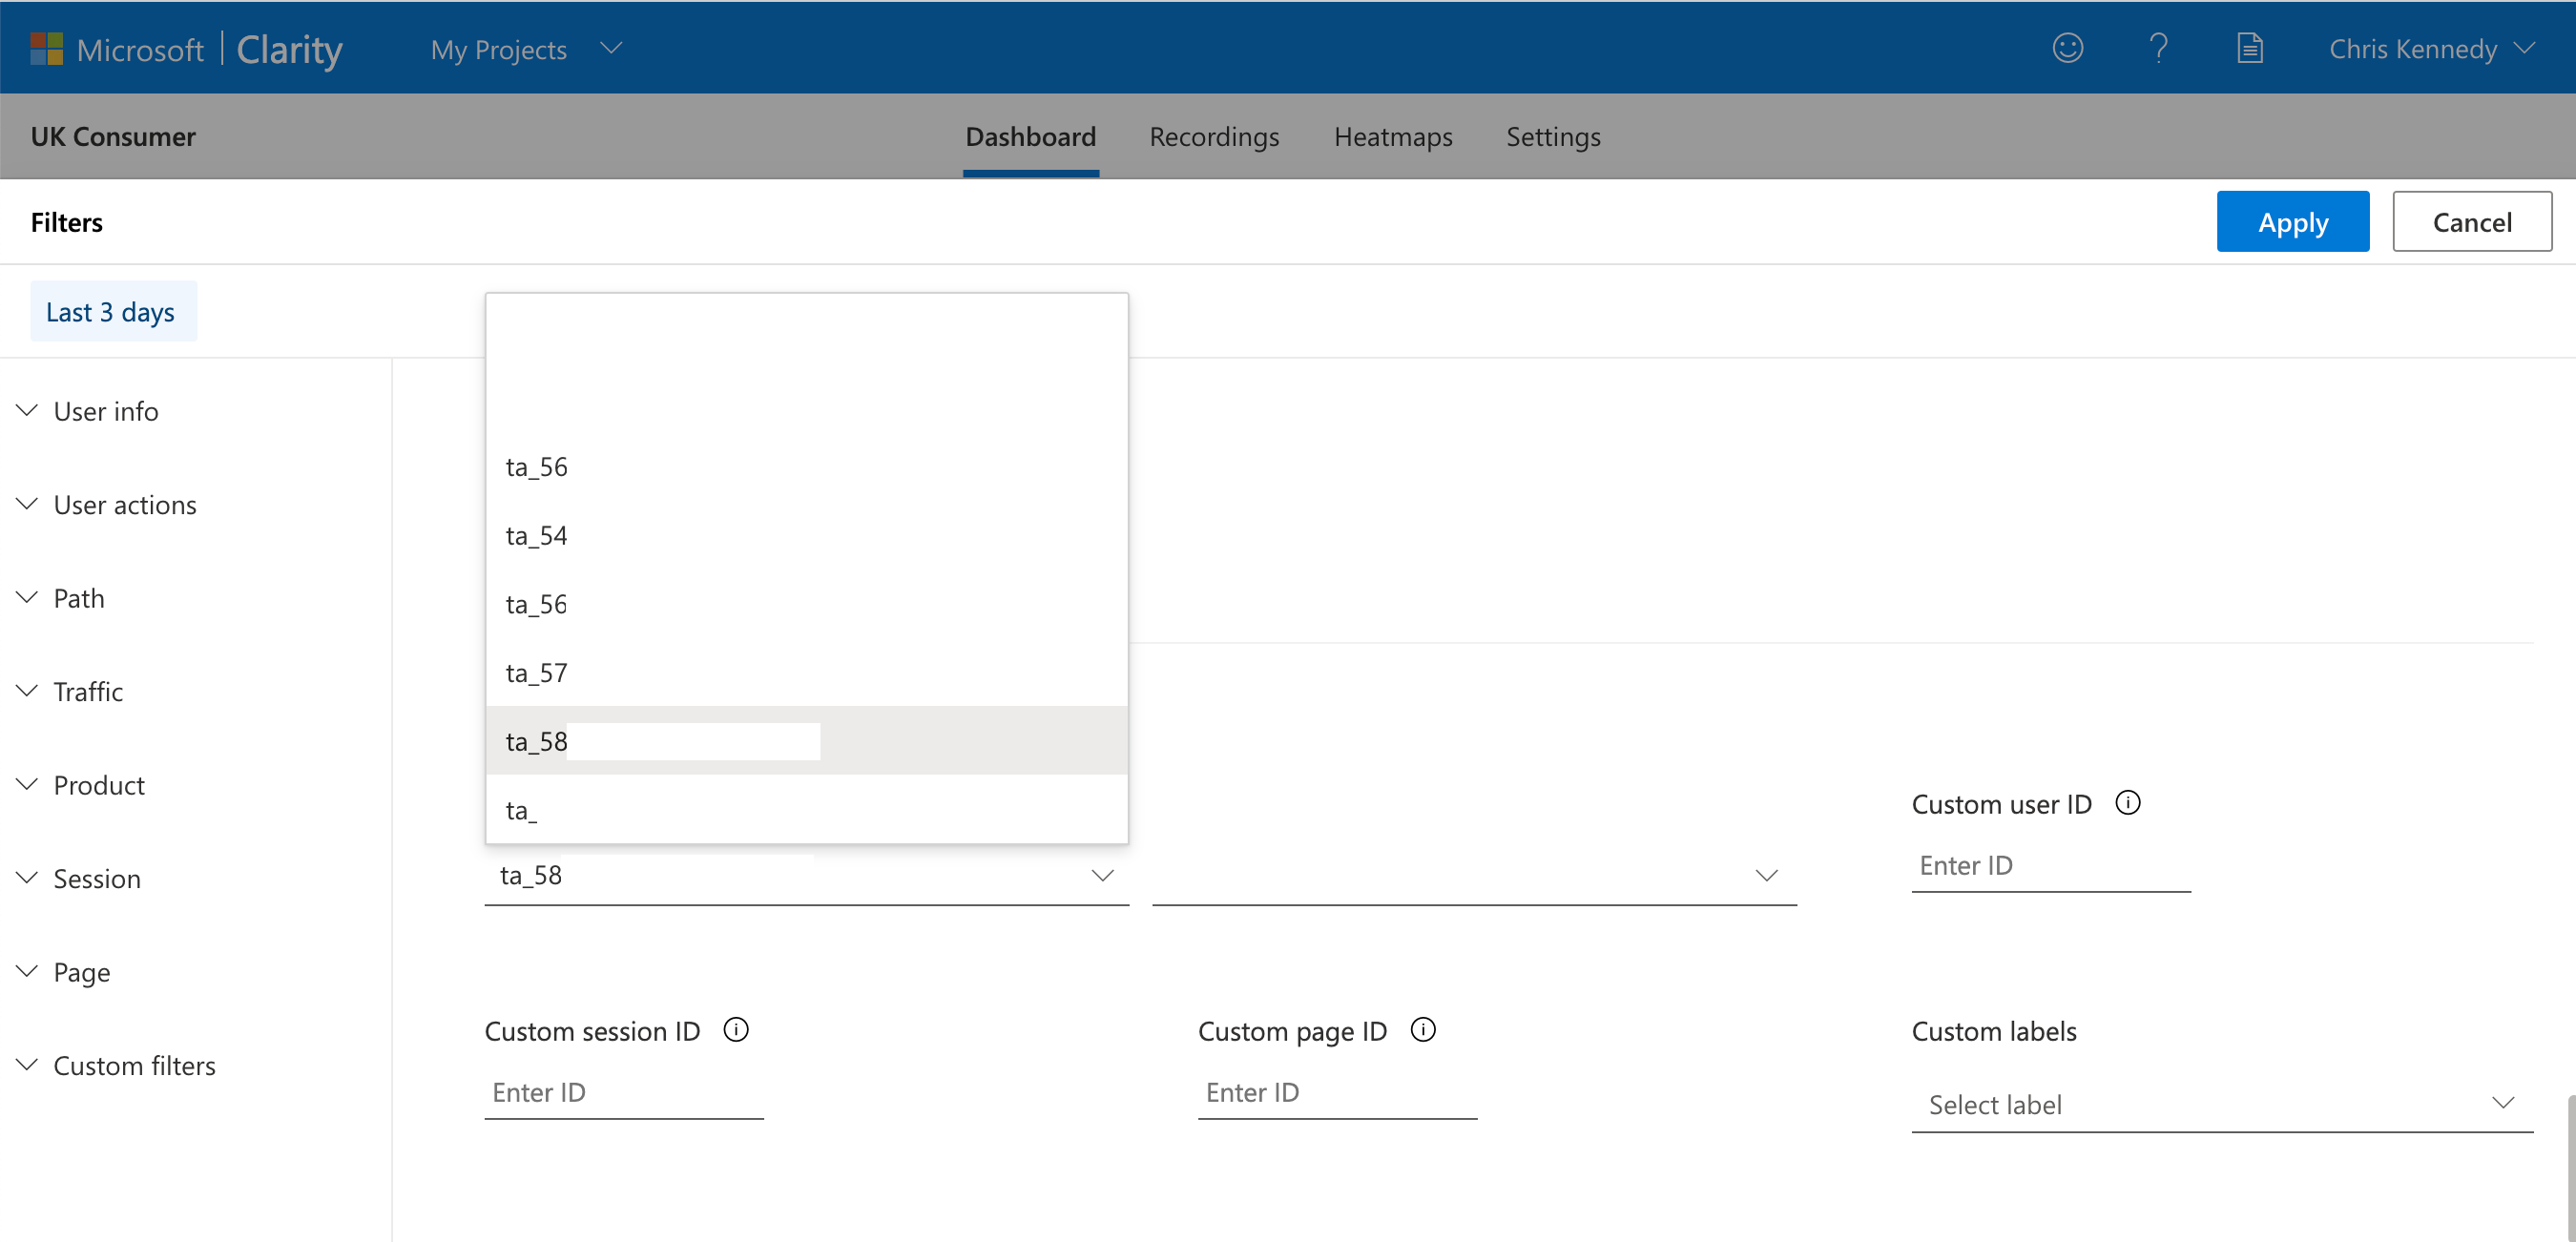 Microsoft | Clarity My Projects ? Chris Kennedy
UK Consumer Dashboard Recordings Heatmaps Settings
Filters Apply Cancel
Last 3 days
User info
User actions
Path
Traffic
Product
Session
Page
Custom filters
ta_56
ta_54
ta_56
ta_57
ta_58
ta_
ta_58
Custom user ID
Enter ID
Custom session ID
Enter ID
Custom page ID
Enter ID
Custom labels
Select label